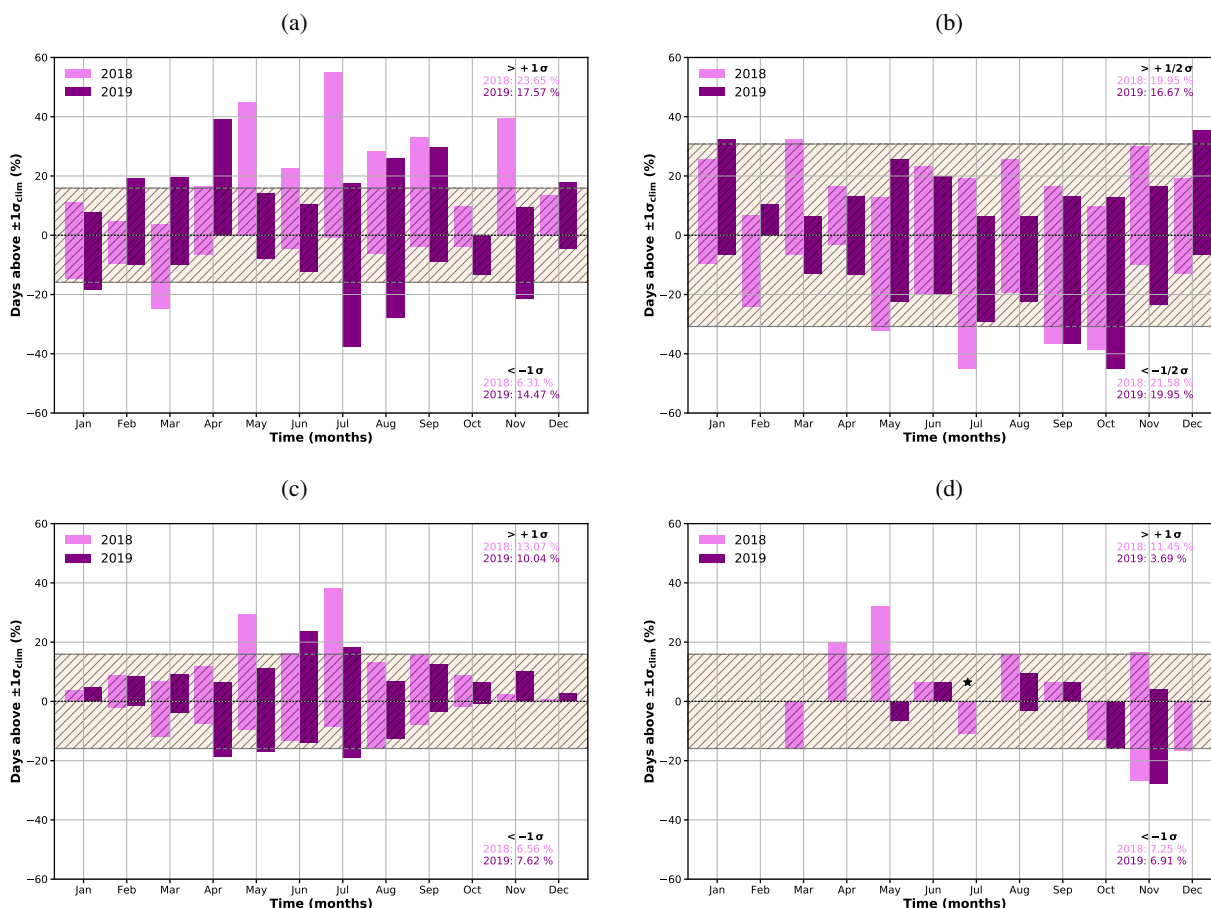 (a)
60
40
20
0
−20
−40
−60
Days above ±1σclim (%)
2018
2019
> +1σ
2018: 23.65 %
2019: 17.57 %
< −1σ
2018: 6.31 %
2019: 14.47 %
Jan Feb Mar Apr May Jun Jul Aug Sep Oct Nov Dec
Time (months)
(b)
60
40
20
0
−20
−40
−60
Days above ±1σclim (%)
2018
2019
> +1/2σ
2018: 19.95 %
2019: 16.67 %
< −1/2σ
2018: 21.58 %
2019: 19.95 %
Jan Feb Mar Apr May Jun Jul Aug Sep Oct Nov Dec
Time (months)
(c)
60
40
20
0
−20
−40
−60
Days above ±1σclim (%)
2018
2019
> +1σ
2018: 13.07 %
2019: 10.04 %
< −1σ
2018: 6.56 %
2019: 7.62 %
Jan Feb Mar Apr May Jun Jul Aug Sep Oct Nov Dec
Time (months)
(d)
60
40
20
0
−20
−40
−60
Days above ±1σclim (%)
2018
2019
> +1σ
2018: 11.45 %
2019: 3.69 %
< −1σ
2018: 7.25 %
2019: 6.91 %
Jan Feb Mar Apr May Jun Jul Aug Sep Oct Nov Dec
Time (months)